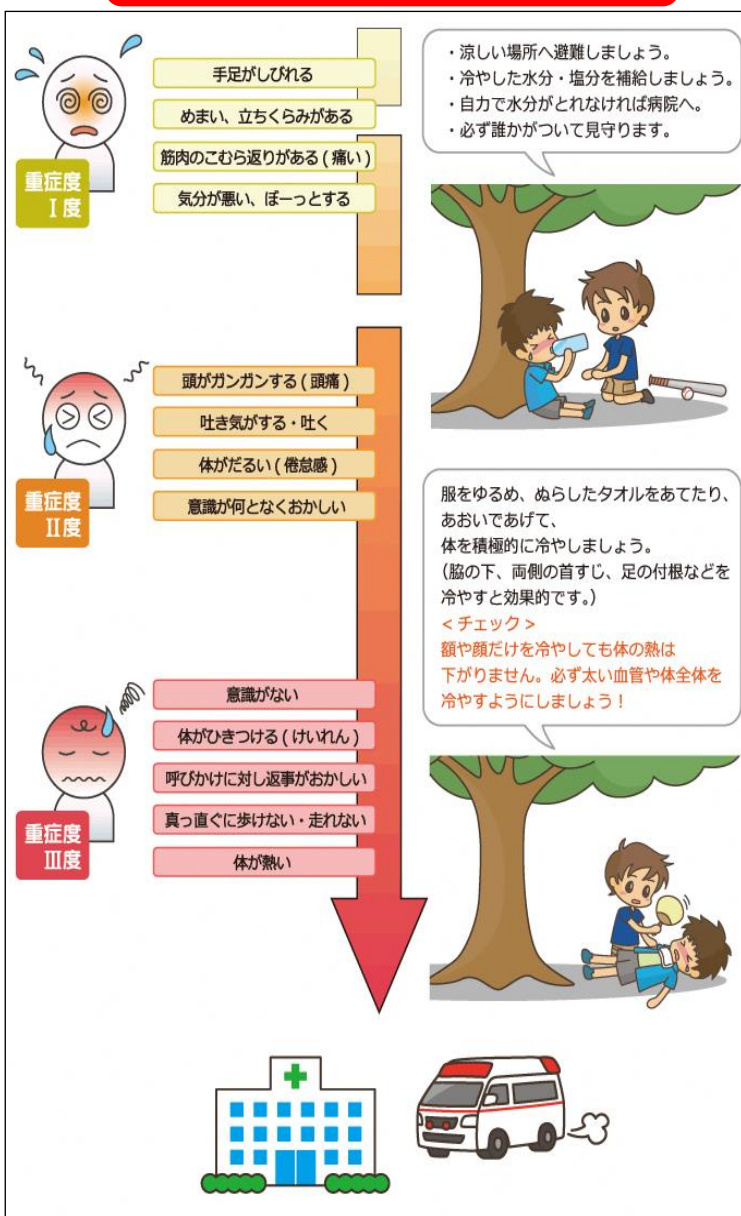 手足がしびれる
めまい、立ちくらみがある
筋肉のこむら返りがある(痛い)
気分が悪い、ぼーっとする
重症度
Ⅰ度
・涼しい場所へ避難しましょう。
・冷やした水分・塩分を補給しましょう。
・自力で水分がとれなければ病院へ。
・必ず誰かがついて見守ります。
頭がガンガンする(頭痛)
吐き気がする・吐く
体がだるい(倦怠感)
意識が何となくおかしい
重症度
Ⅱ度
服をゆるめ、ぬらしたタオルをあてたり、
あおいであげて、
体を積極的に冷やしましょう。
(脇の下、両側の首すじ、足の付根などを
冷やすと効果的です。)
<チェック>
額や顔だけを冷やしても体の熱は
下がりません。必ず太い血管や体全体を
冷やすようにしましょう!
意識がない
体がひきつける(けいれん)
呼びかけに対し返事がおかしい
真っ直ぐに歩けない・走れない
体が熱い
重症度
Ⅲ度